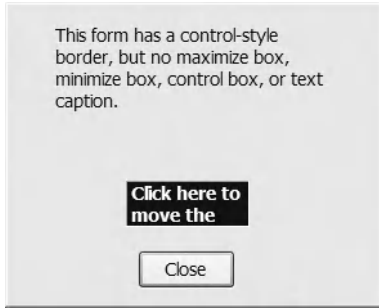 This form has a control-style
border, but no maximize box,
minimize box, control box, or text
caption.
Click here to
move the
Close